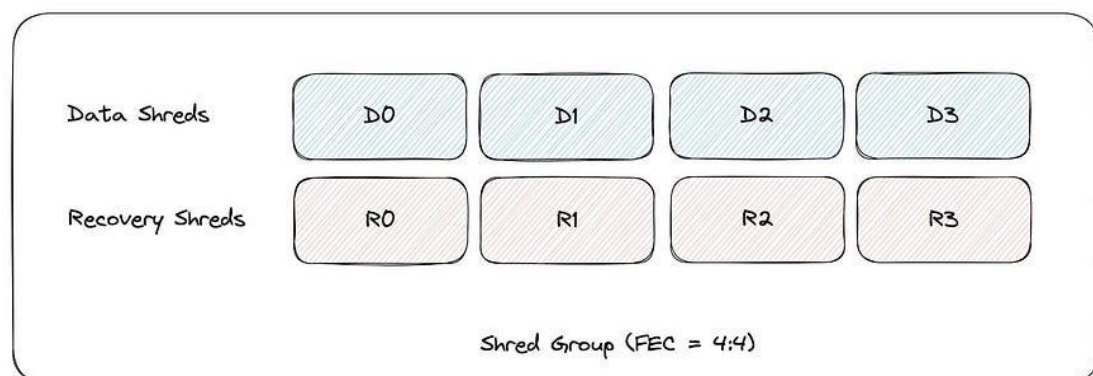 Data Shreds D0 D1 D2 D3
Recovery Shreds R0 R1 R2 R3
Shred Group (FEC = 4:4)